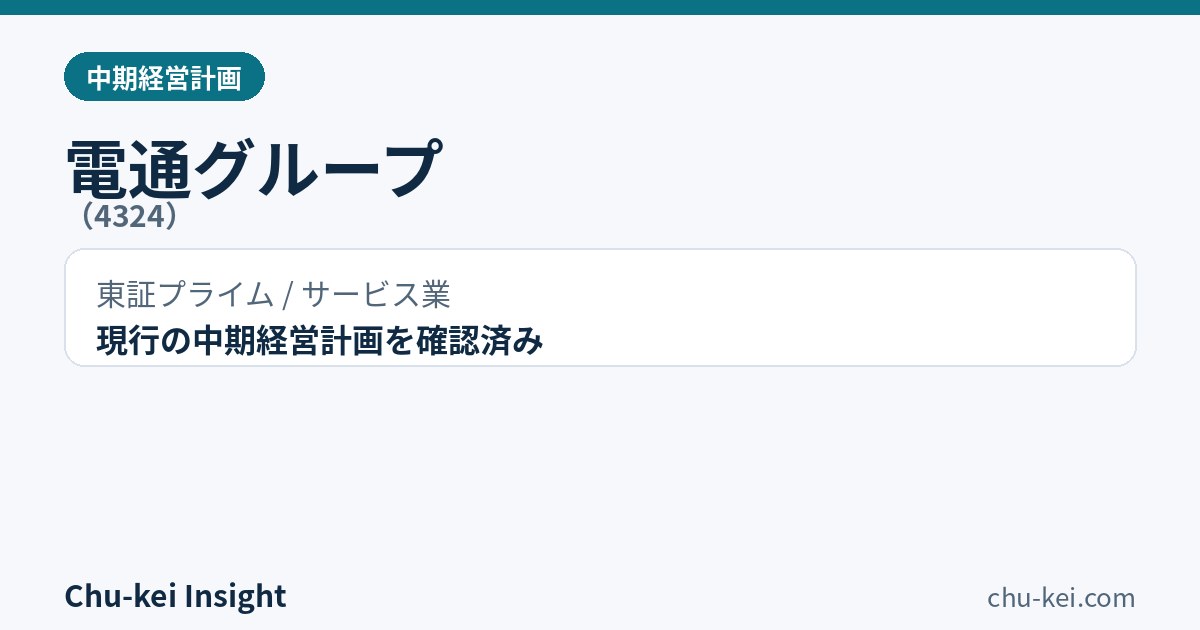 中期経営計画
電通グループ
（4324）
東証プライム / サービス業
現行の中期経営計画を確認済み
Chu-kei Insight
chu-kei.com